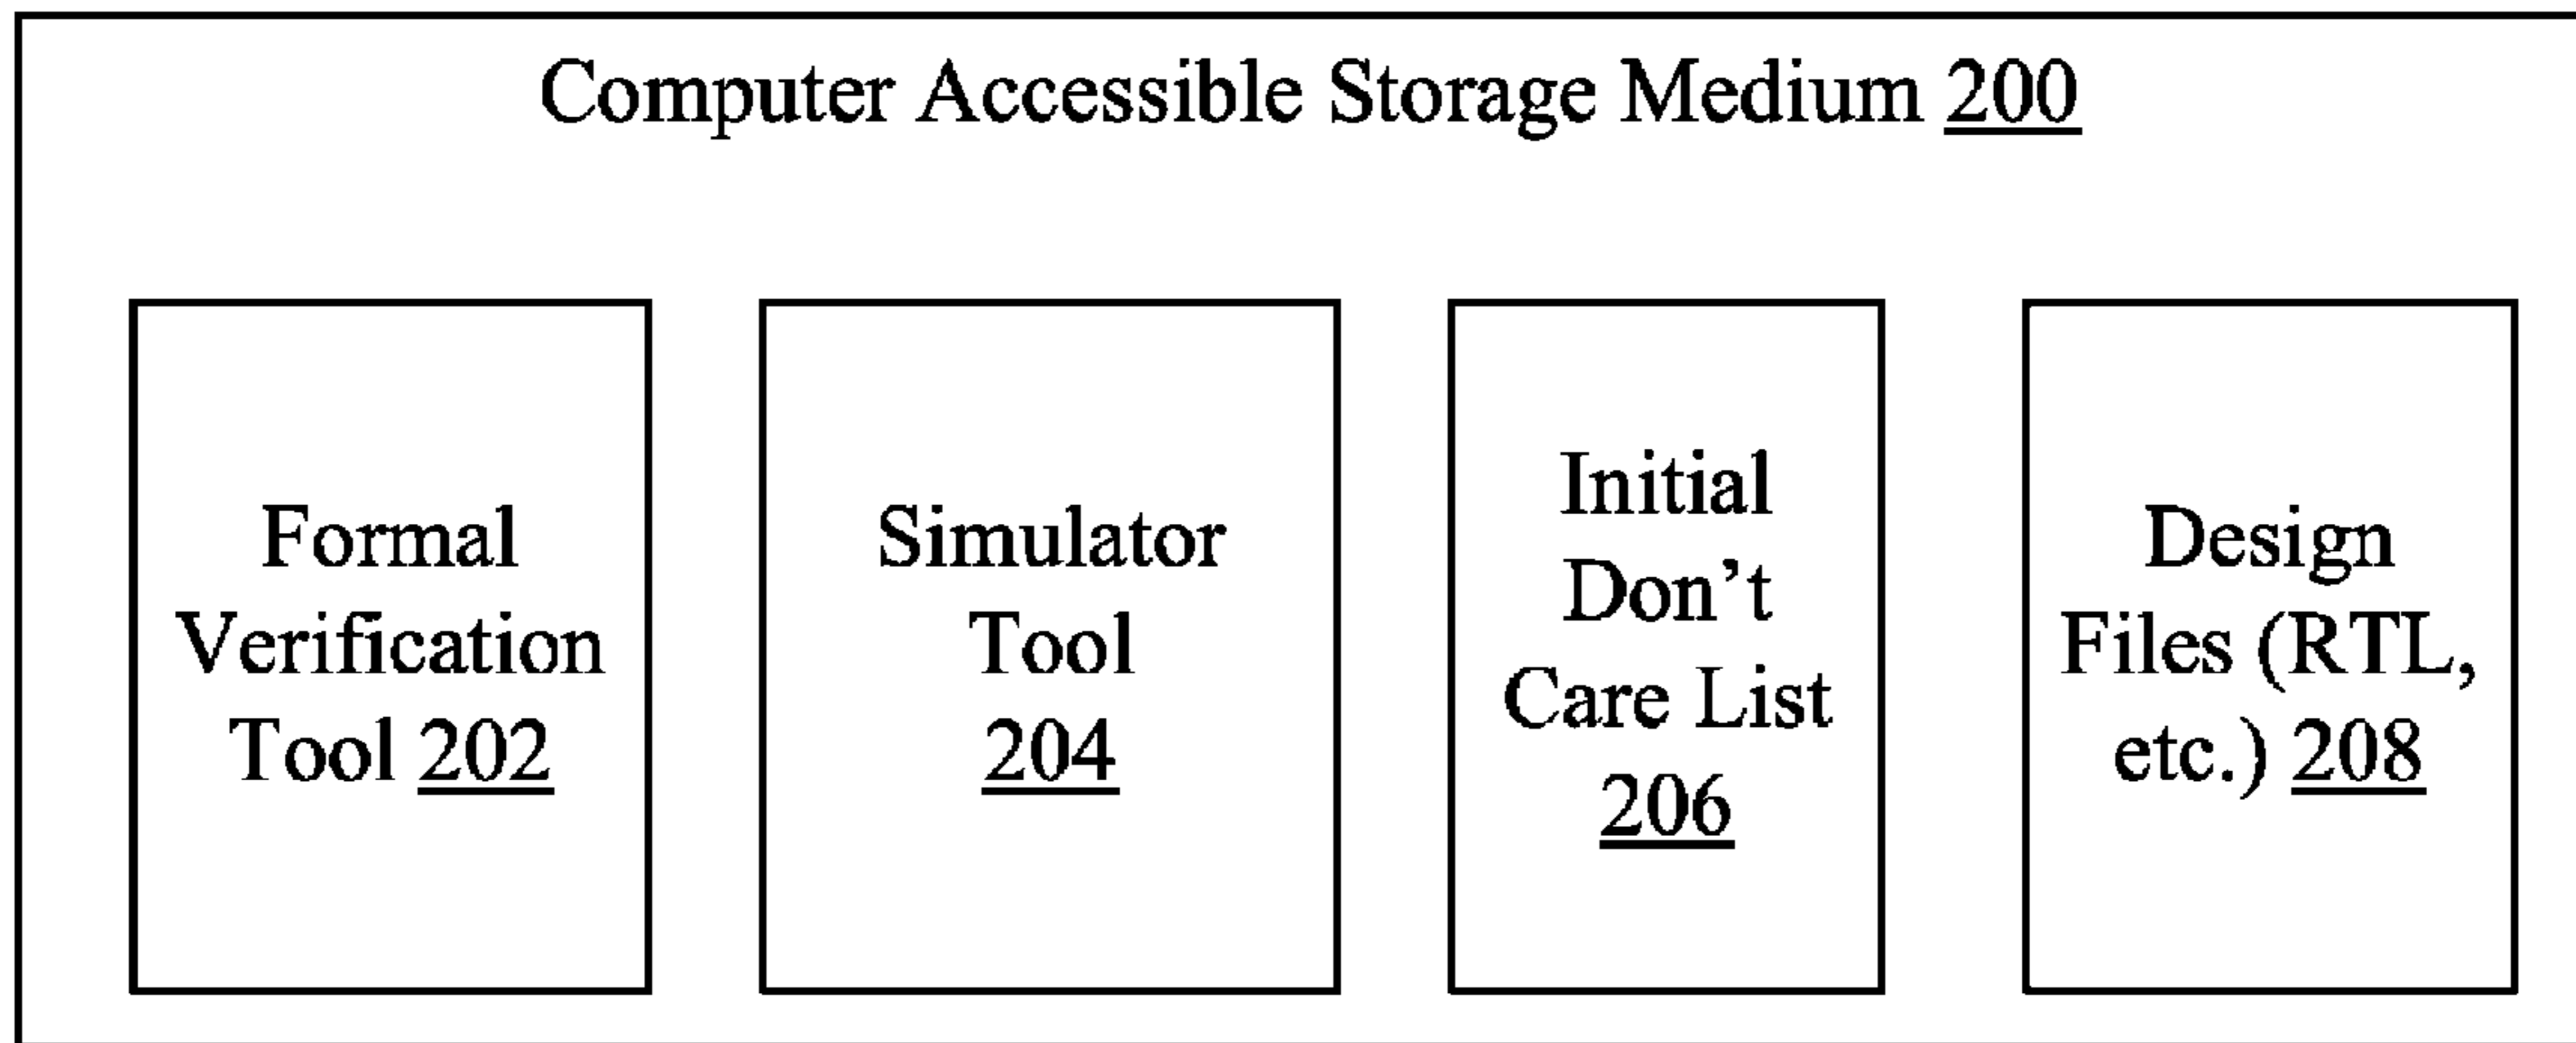 Computer Accessible Storage Medium 200
Formal
Verification
Tool 202
Simulator
Tool
204
Initial
Don’t
Care List
206
Design
Files (RTL,
etc.) 208